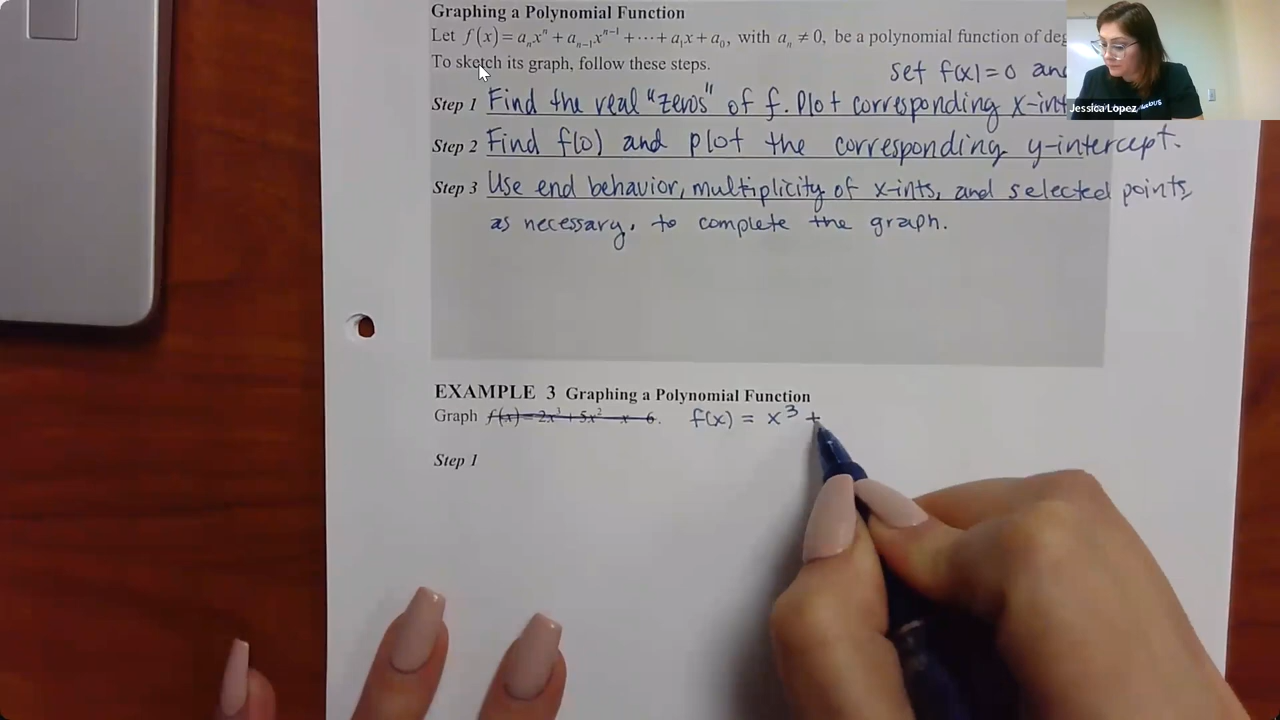 Graphing a Polynomial Function
Let f(x) = aₙxⁿ + aₙ₋₁xⁿ⁻¹ + ⋯ + a₁x + a₀, with aₙ ≠ 0, be a polynomial function of deg
To sketch its graph, follow these steps.
set f(x) = 0 and
Step 1 Find the real "zeros" of f. Plot corresponding x-int
Jessica Lopez
Step 2 Find f(0) and plot the corresponding y-intercept.
Step 3 Use end behavior, multiplicity of x-ints, and selected points,
as necessary, to complete the graph.
EXAMPLE 3 Graphing a Polynomial Function
Graph f(x) = 2x³ + 5x² − x − 6. f(x) = x³ +
Step 1